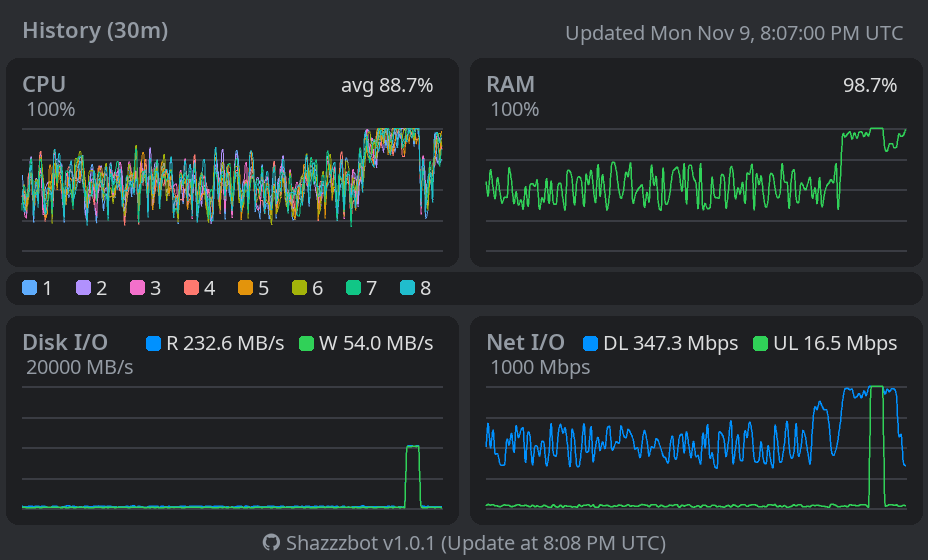 History (30m)
Updated Mon Nov 9, 8:07:00 PM UTC
CPU
avg 88.7%
100%
RAM
98.7%
100%
1 2 3 4 5 6 7 8
Disk I/O
R 232.6 MB/s W 54.0 MB/s
20000 MB/s
Net I/O
DL 347.3 Mbps UL 16.5 Mbps
1000 Mbps
Shazzzbot v1.0.1 (Update at 8:08 PM UTC)